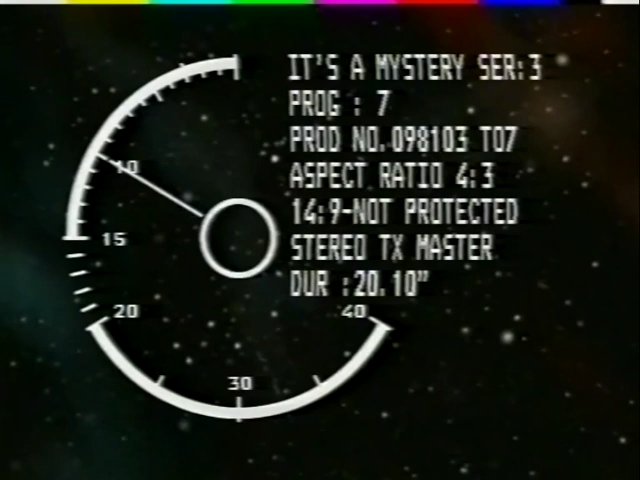 IT'S A MYSTERY SER:3
PROG : 7
PROD NO.098103 T07
ASPECT RATIO 4:3
14:9-NOT PROTECTED
STEREO TX MASTER
DUR :20.10"
10
15
20
40
30